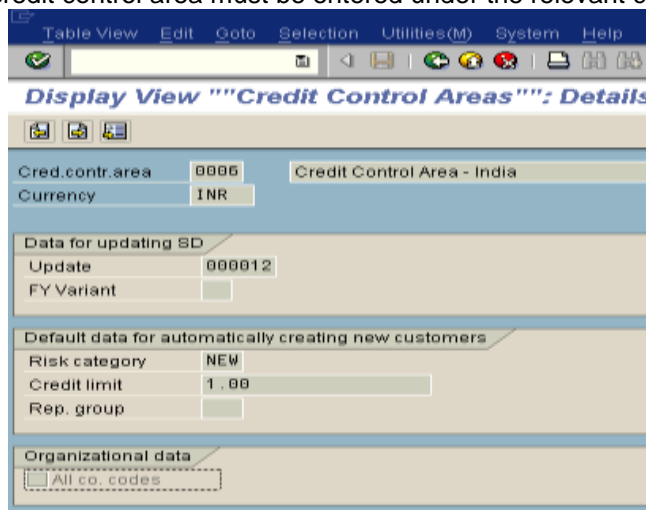 Table View Edit Goto Selection Utilities(M) System Help
Display View ""Credit Control Areas"": Details
Cred.contr.area 0006 Credit Control Area - India
Currency INR
Data for updating SD
Update 000012
FY Variant
Default data for automatically creating new customers
Risk category NEW
Credit limit 1.00
Rep. group
Organizational data
All co. codes